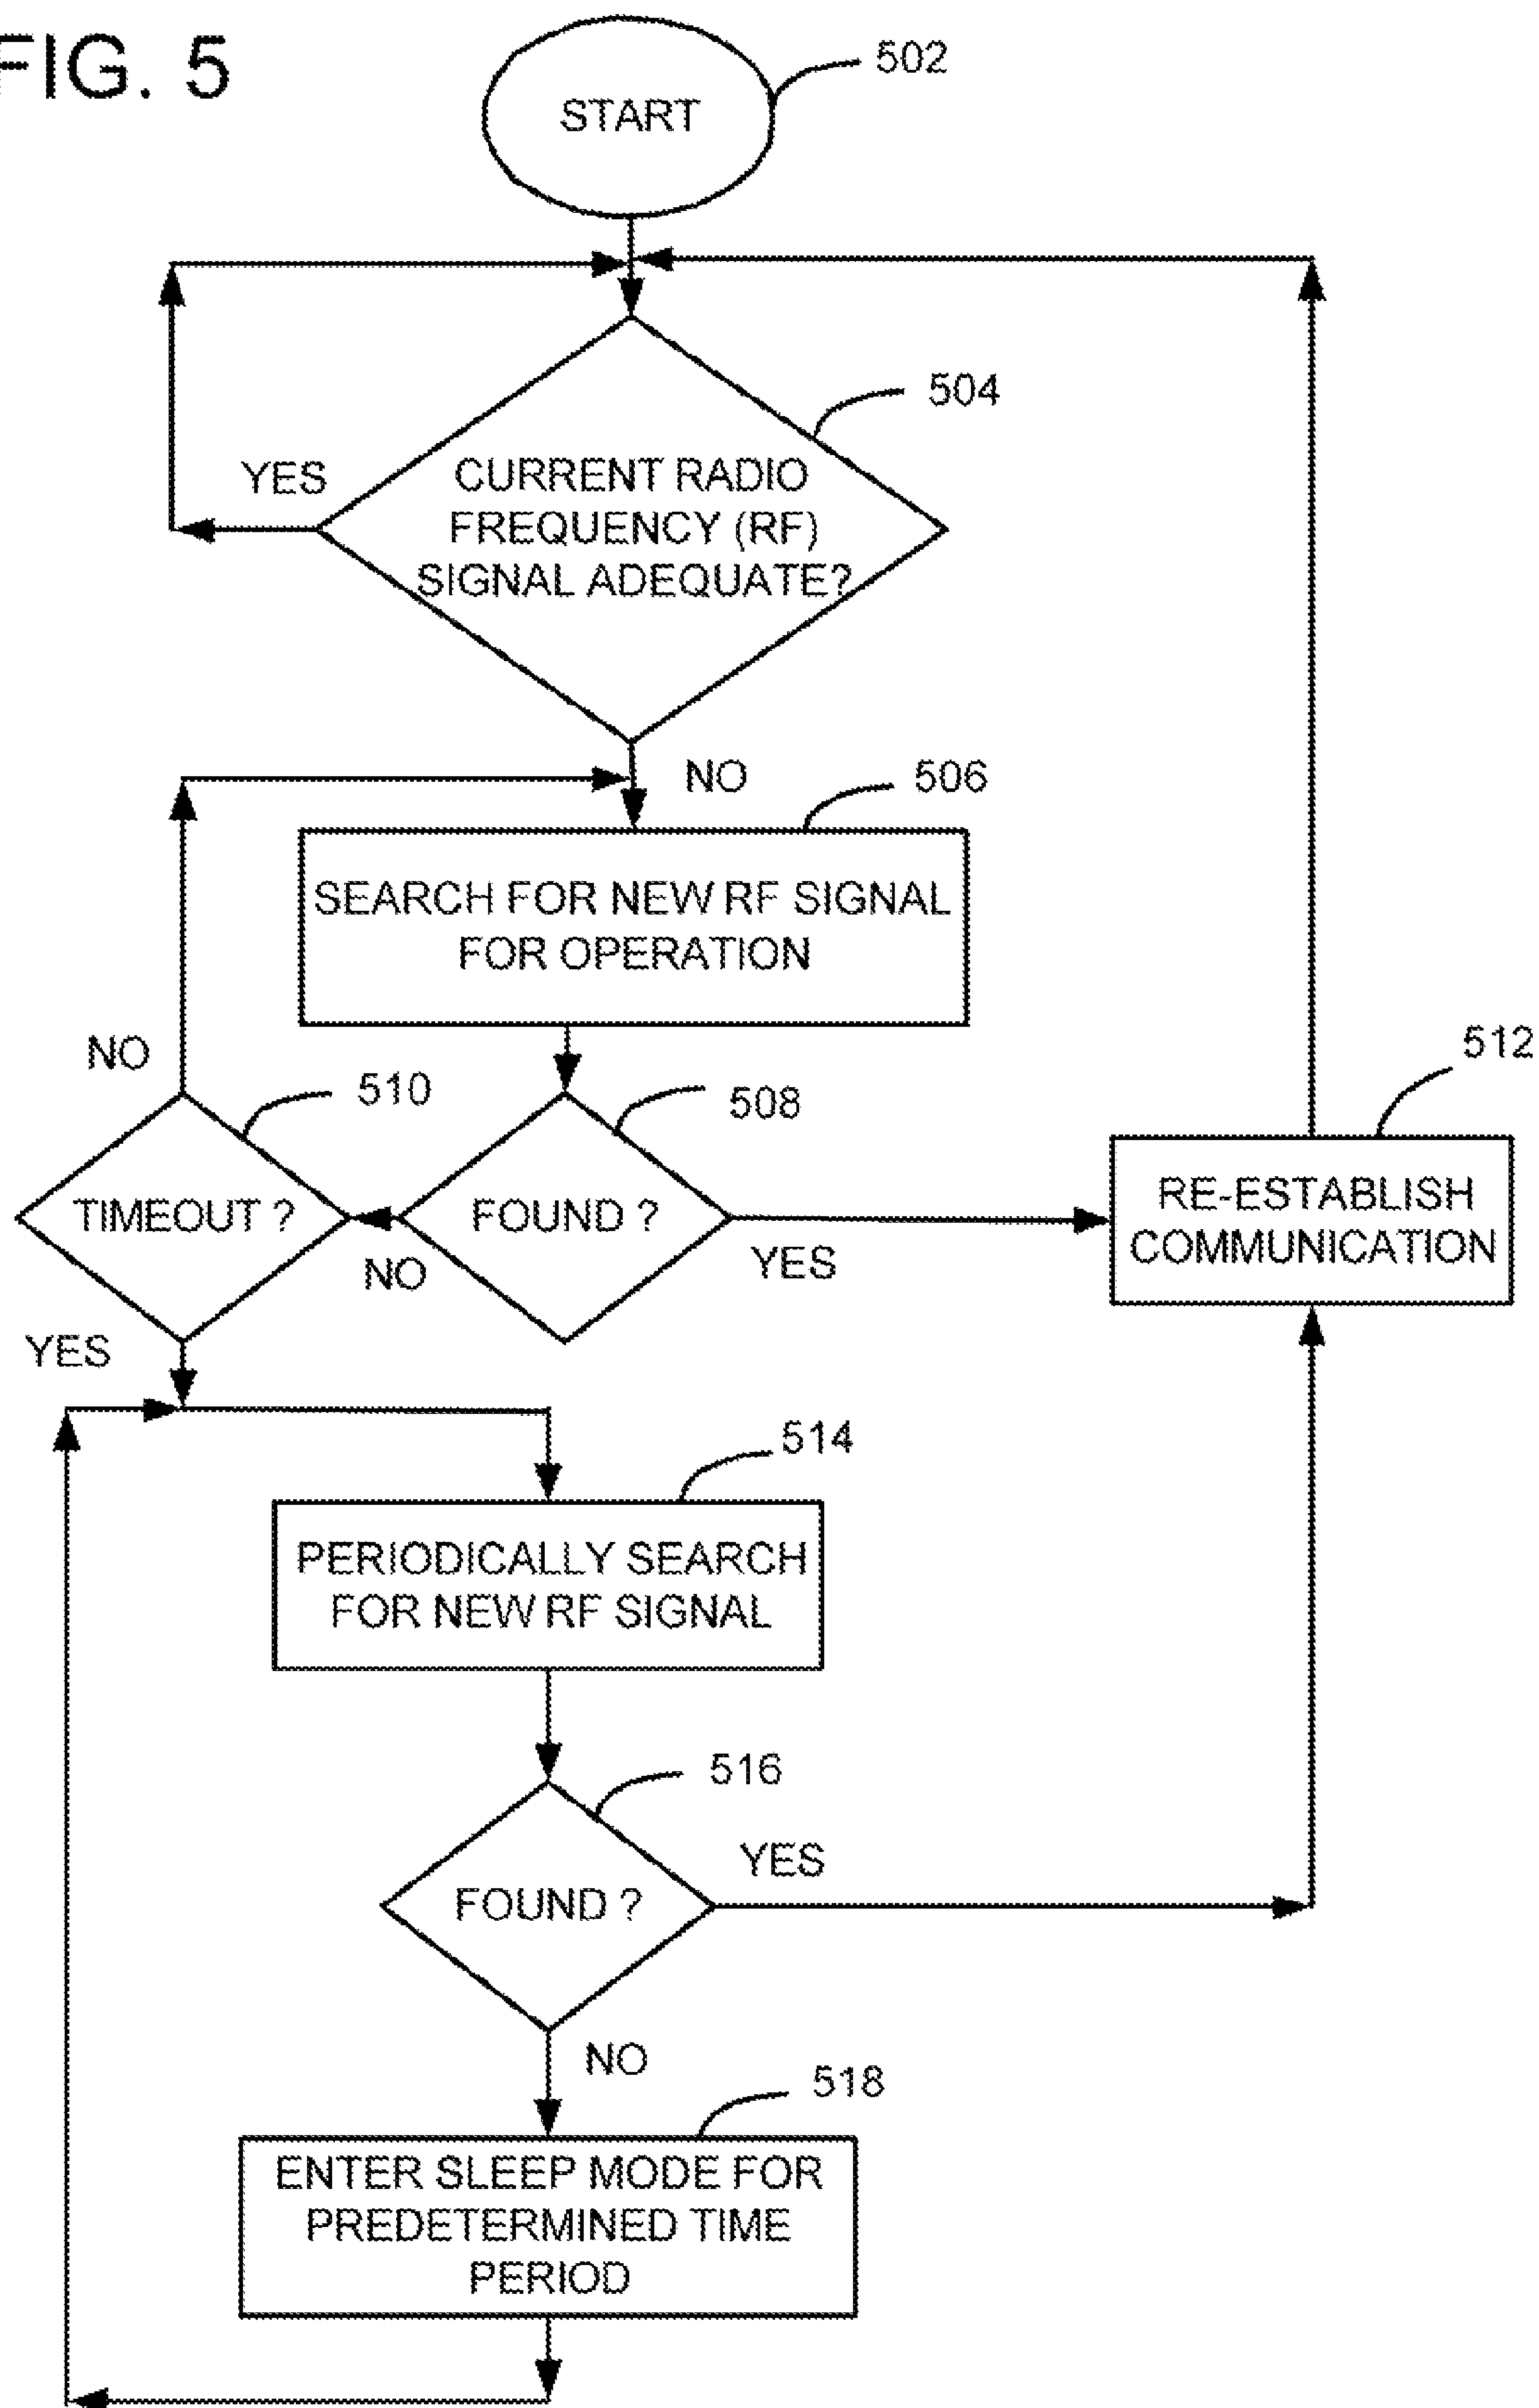 FIG. 5
502
START
504
YES
CURRENT RADIO
FREQUENCY (RF)
SIGNAL ADEQUATE?
NO
506
SEARCH FOR NEW RF SIGNAL
FOR OPERATION
NO
510
508
512
TIMEOUT ?
NO
FOUND ?
YES
RE-ESTABLISH
COMMUNICATION
YES
514
PERIODICALLY SEARCH
FOR NEW RF SIGNAL
516
YES
FOUND ?
NO
518
ENTER SLEEP MODE FOR
PREDETERMINED TIME
PERIOD